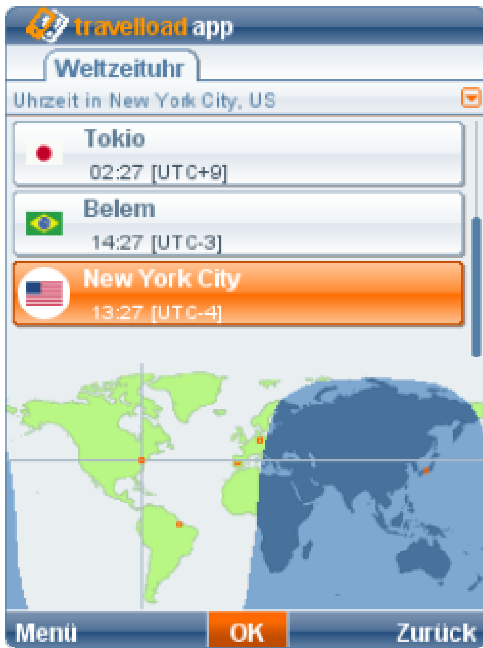 travelload app
Weltzeituhr
Uhrzeit in New York City, US
Tokio
02:27 [UTC+9]
Belem
14:27 [UTC-3]
New York City
13:27 [UTC-4]
Menü
OK
Zurück